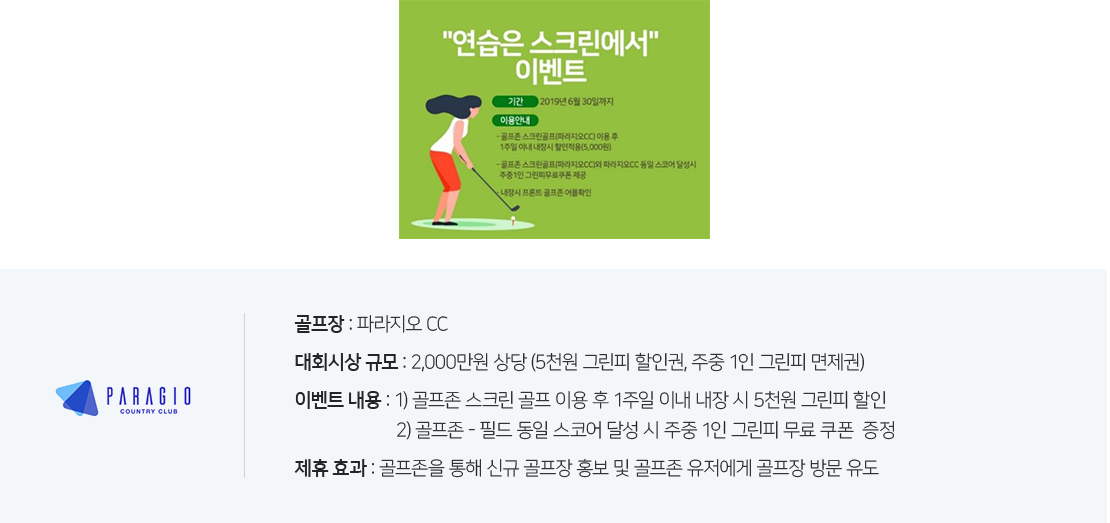 "연습은 스크린에서"
이벤트
기간 2019년 6월 30일까지
이용안내
- 골프존 스크린골프(파라지오CC) 이용 후
1주일 이내 내장시 할인적용(5,000원)
- 골프존 스크린골프(파라지오CC)와 파라지오CC 동일 스코어 달성시
주중1인 그린피무료쿠폰 제공
- 내장시 프론트 골프존 어플확인
PARAGIO
COUNTRY CLUB
골프장 : 파라지오 CC
대회시상 규모 : 2,000만원 상당 (5천원 그린피 할인권, 주중 1인 그린피 면제권)
이벤트 내용 : 1) 골프존 스크린 골프 이용 후 1주일 이내 내장 시 5천원 그린피 할인
2) 골프존 - 필드 동일 스코어 달성 시 주중 1인 그린피 무료 쿠폰 증정
제휴 효과 : 골프존을 통해 신규 골프장 홍보 및 골프존 유저에게 골프장 방문 유도